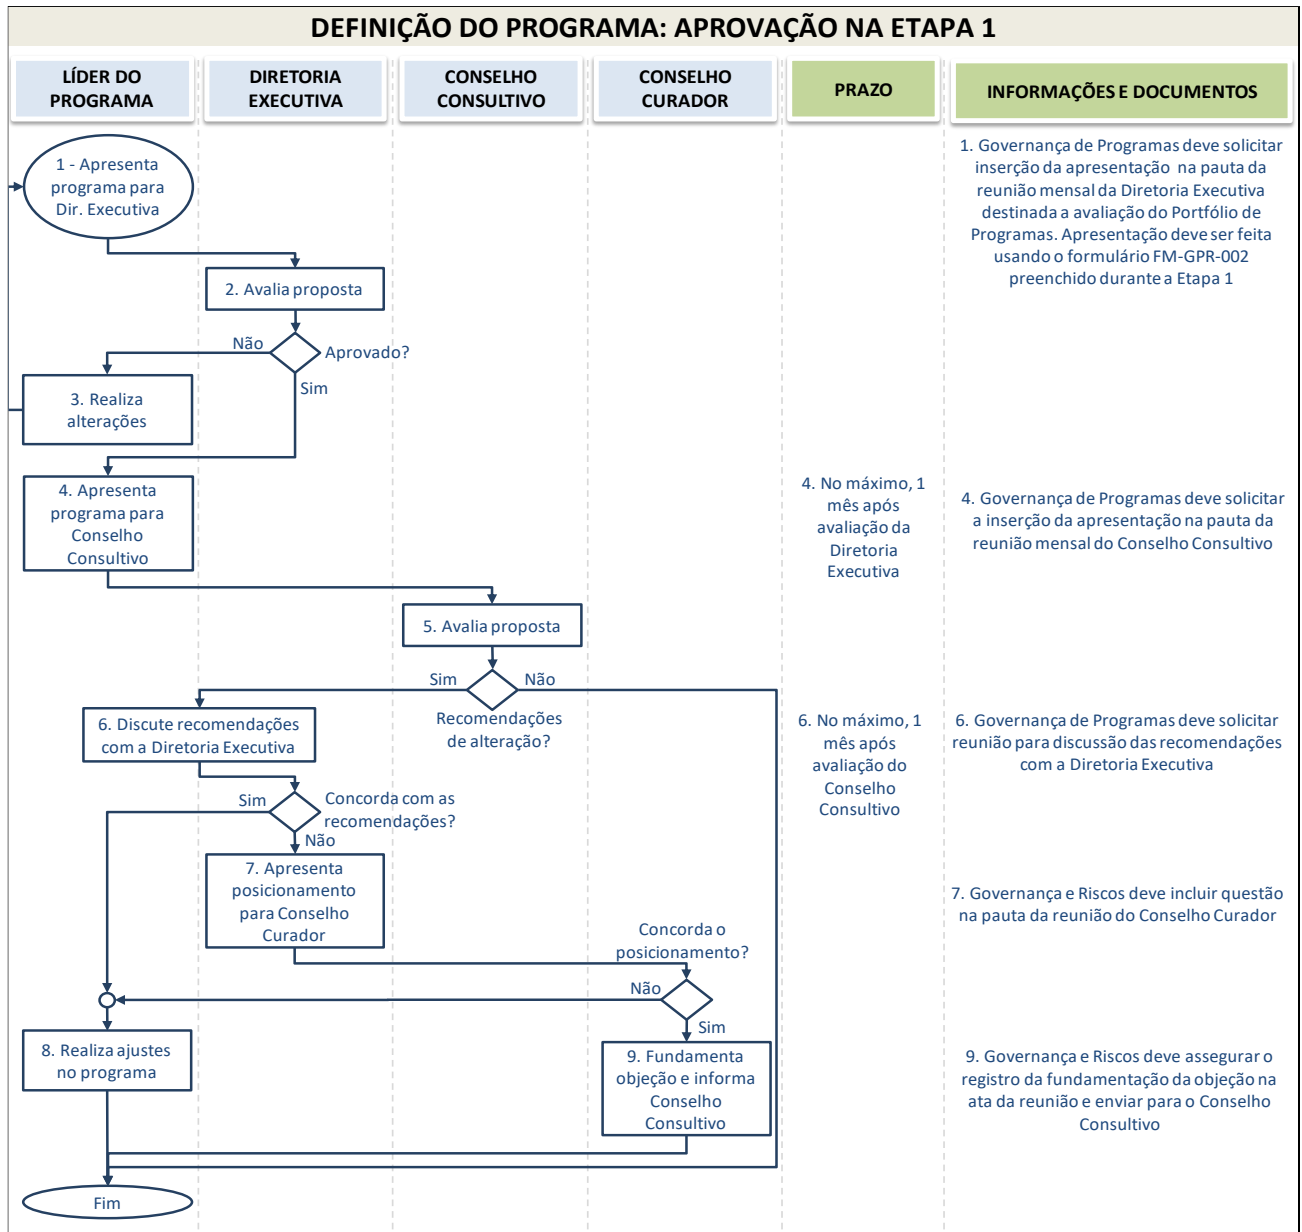 DEFINIÇÃO DO PROGRAMA: APROVAÇÃO NA ETAPA 1
LÍDER DO
PROGRAMA
DIRETORIA
EXECUTIVA
CONSELHO
CONSULTIVO
CONSELHO
CURADOR
PRAZO
INFORMAÇÕES E DOCUMENTOS
1 - Apresenta
programa para
Dir. Executiva
1. Governança de Programas deve solicitar
inserção da apresentação na pauta da
reunião mensal da Diretoria Executiva
destinada a avaliação do Portfólio de
Programas. Apresentação deve ser feita
usando o formulário FM-GPR-002
preenchido durante a Etapa 1
2. Avalia proposta
Não
Aprovado?
Sim
3. Realiza
alterações
4. Apresenta
programa para
Conselho
Consultivo
4. No máximo, 1
mês após
avaliação da
Diretoria
Executiva
4. Governança de Programas deve solicitar
a inserção da apresentação na pauta da
reunião mensal do Conselho Consultivo
5. Avalia proposta
Sim
Não
Recomendações
de alteração?
6. Discute recomendações
com a Diretoria Executiva
6. No máximo, 1
mês após
avaliação do
Conselho
Consultivo
6. Governança de Programas deve solicitar
reunião para discussão das recomendações
com a Diretoria Executiva
Sim
Concorda com as
recomendações?
Não
7. Apresenta
posicionamento
para Conselho
Curador
7. Governança e Riscos deve incluir questão
na pauta da reunião do Conselho Curador
Concorda o
posicionamento?
Não
Sim
8. Realiza ajustes
no programa
9. Fundamenta
objeção e informa
Conselho
Consultivo
9. Governança e Riscos deve assegurar o
registro da fundamentação da objeção na
ata da reunião e enviar para o Conselho
Consultivo
Fim